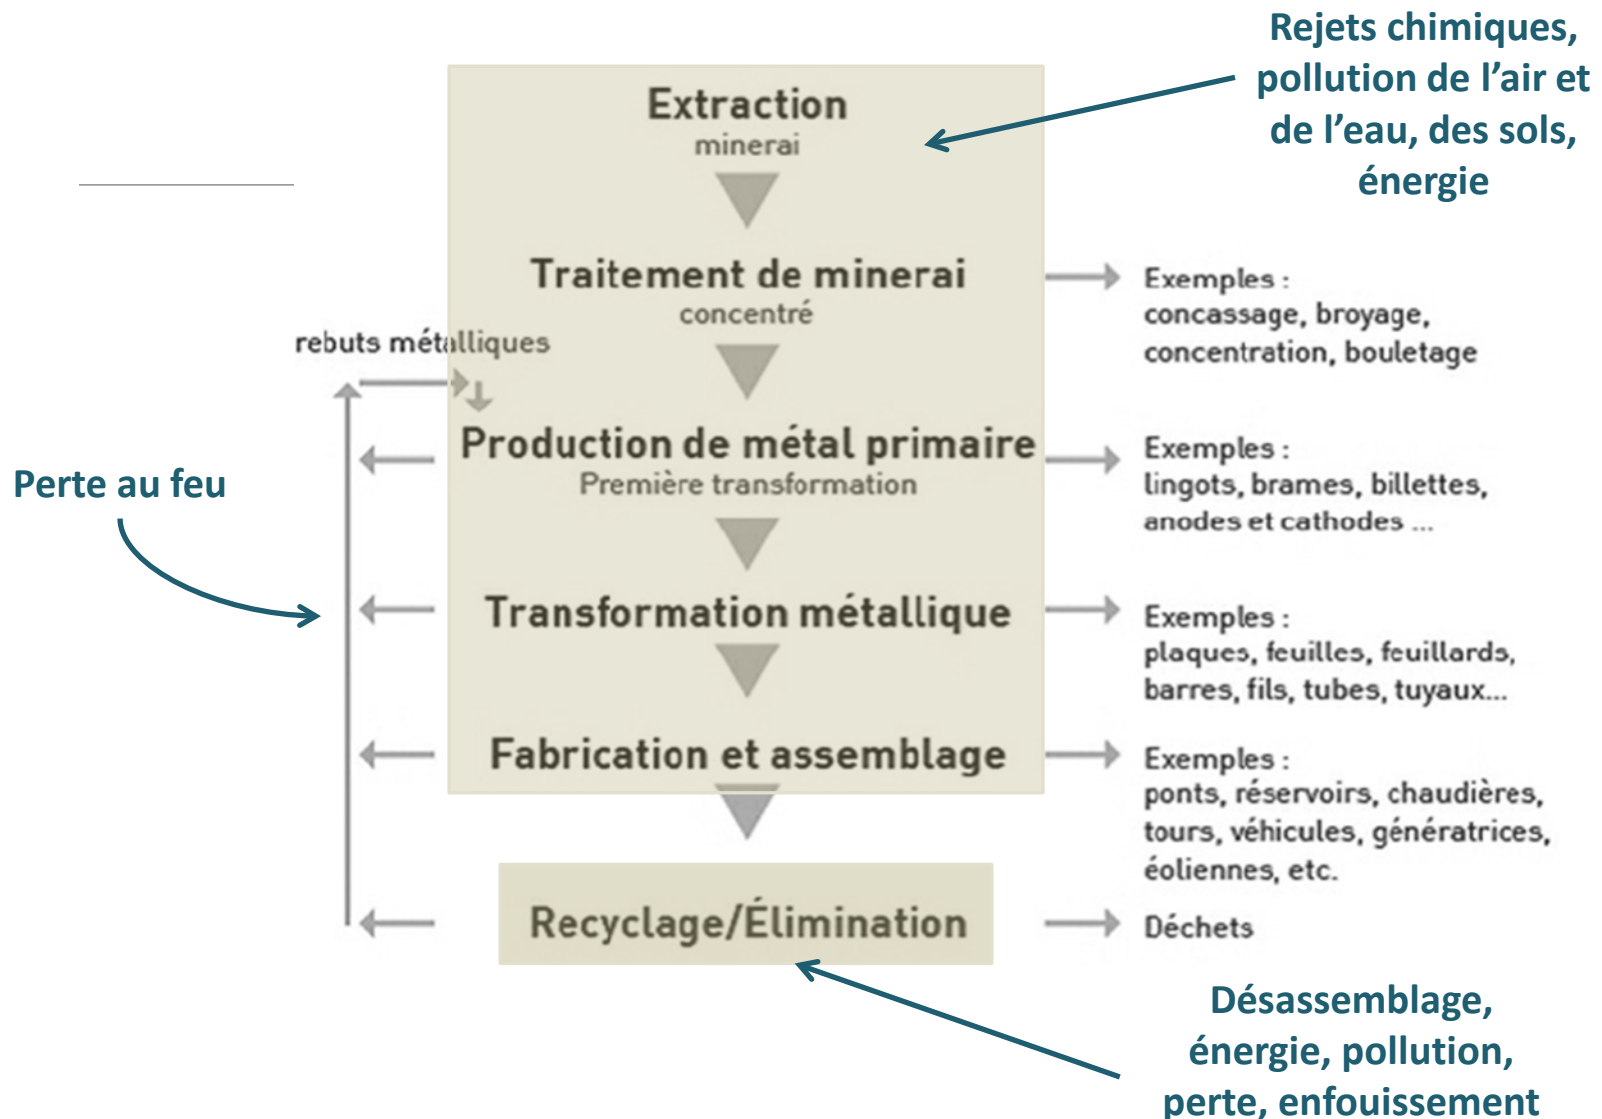 Rejets chimiques,
pollution de l’air et
de l’eau, des sols,
énergie
Extraction
minerai
Traitement de minerai
concentré
Exemples :
concassage, broyage,
concentration, bouletage
rebuts métalliques
Production de métal primaire
Première transformation
Exemples :
lingots, brames, billettes,
anodes et cathodes ...
Perte au feu
Transformation métallique
Exemples :
plaques, feuilles, feuillards,
barres, fils, tubes, tuyaux...
Fabrication et assemblage
Exemples :
ponts, réservoirs, chaudières,
tours, véhicules, génératrices,
éoliennes, etc.
Recyclage/Élimination
Déchets
Désassemblage,
énergie, pollution,
perte, enfouissement